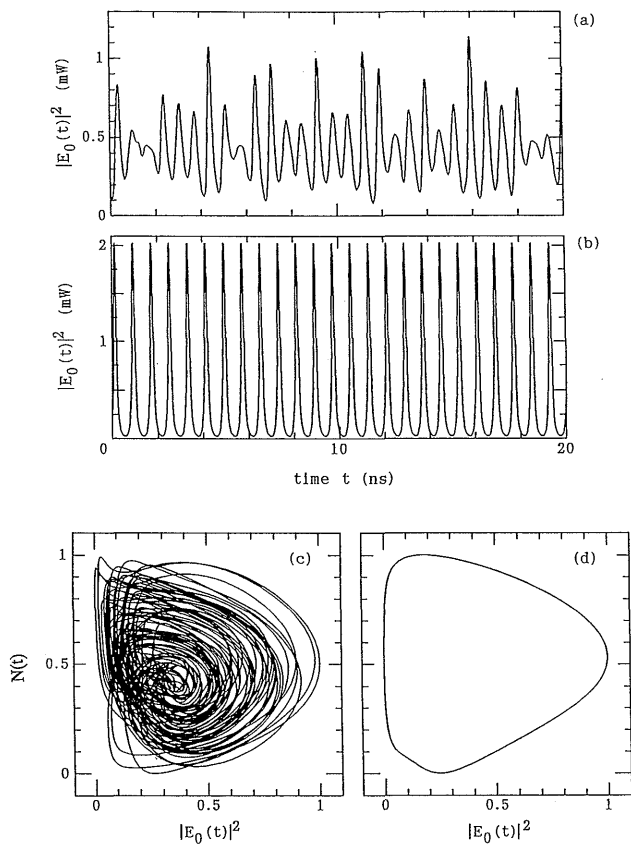 (a)
|E₀(t)|² (mW)
1
0.5
0
(b)
|E₀(t)|² (mW)
2
1
0
0 10 20
time t (ns)
(c)
N(t)
1
0.5
0
0 0.5 1
|E₀(t)|²
(d)
0 0.5 1
|E₀(t)|²